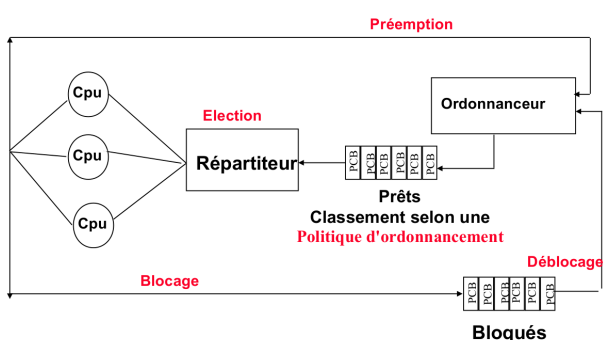 Préemption
Cpu
Ordonnanceur
Election
Cpu
Répartiteur
PCB PCB PCB PCB PCB PCB
Prêts
Classement selon une
Politique d'ordonnancement
Cpu
Déblocage
Blocage
PCB PCB PCB PCB PCB PCB
Bloqués